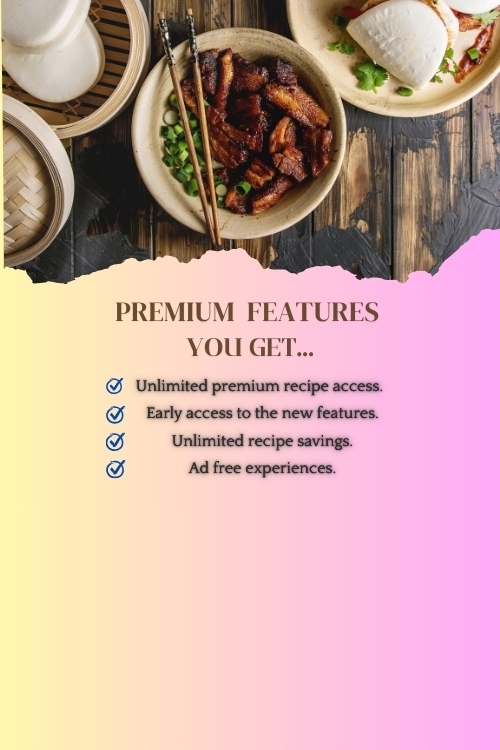 PREMIUM FEATURES
YOU GET...
Unlimited premium recipe access.
Early access to the new features.
Unlimited recipe savings.
Ad free experiences.